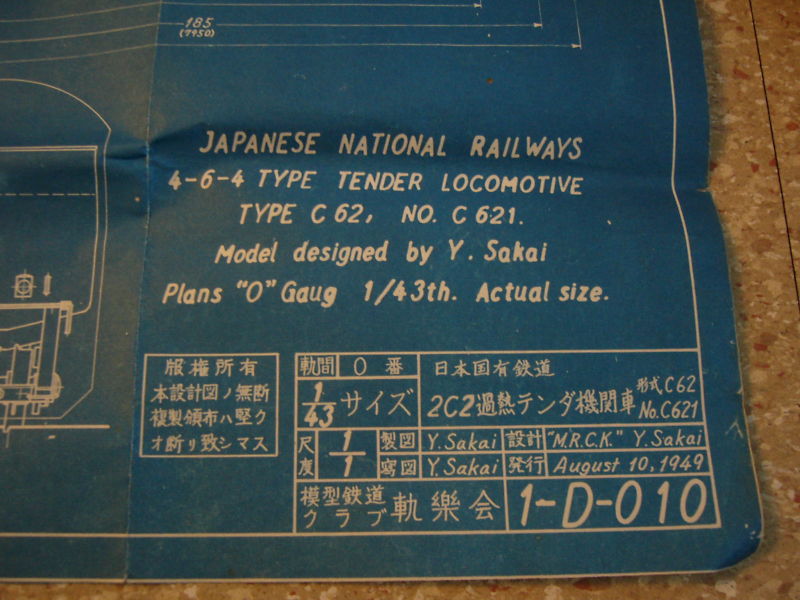 185
(7950)
JAPANESE NATIONAL RAILWAYS
4-6-4 TYPE TENDER LOCOMOTIVE
TYPE C 62, NO. C 621.
Model designed by Y. Sakai
Plans "O" Gaug 1/43th. Actual size.
版権所有
本設計図ノ無断
複製頒布ハ堅ク
オ断リ致シマス
軌間 O 番
1/43 サイズ
日本国有鉄道
2C2過熱テンダ機関車 形式C62 No.C621
尺度 1/1
製図 Y.Sakai 設計 "M.R.C.K." Y.Sakai
寫図 Y.Sakai 発行 August 10, 1949
模型鉄道
クラブ 軌樂会 1-D-010